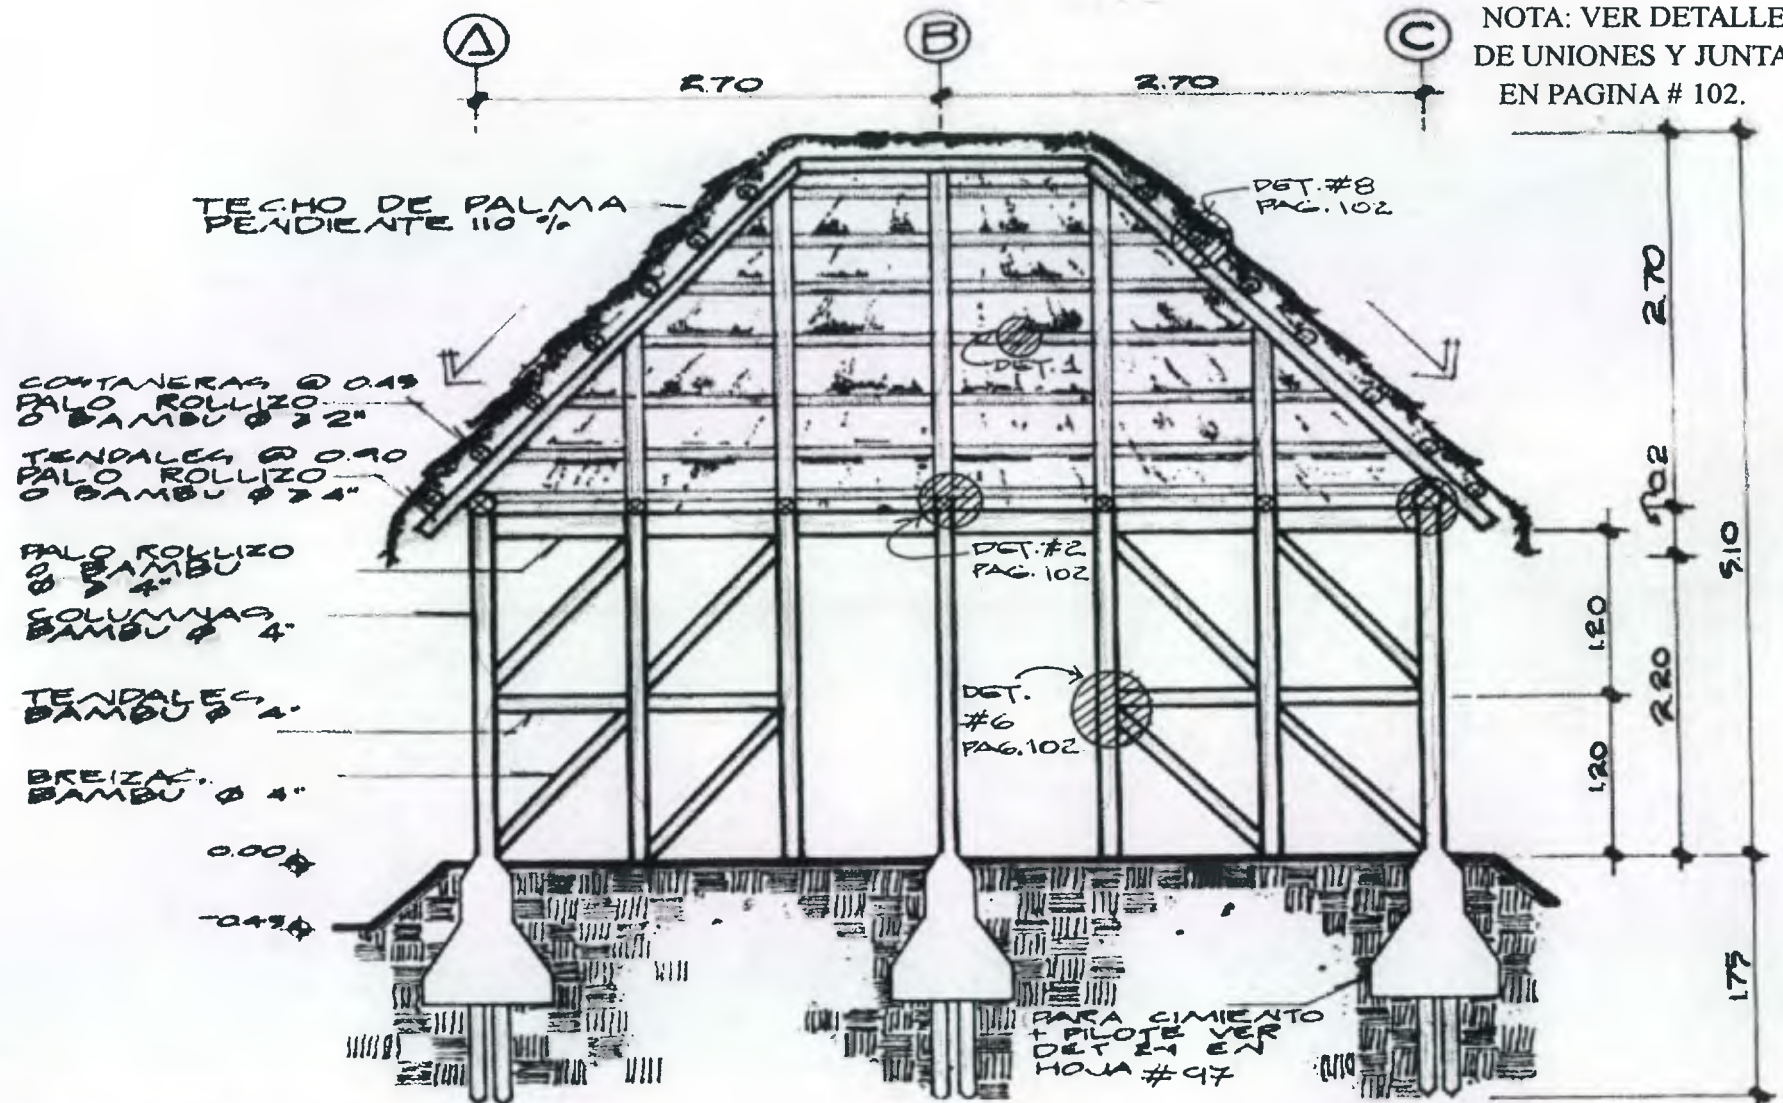 A
B
C
NOTA: VER DETALLE
DE UNIONES Y JUNTA
EN PAGINA # 102.
2.70
2.70
TECHO DE PALMA
PENDIENTE 110 %
DET. #8
PAG. 102
2.70
DET. 1
COSTANERAS @ 0.45
PALO ROLLIZO
O BAMBU Ø ≥ 2"
TENDALES @ 0.90
PALO ROLLIZO
O BAMBU Ø ≥ 4"
PALO ROLLIZO
O BAMBU
Ø ≥ 4"
COLUMNAS
BAMBU Ø 4"
DET. #2
PAG. 102
5.10
1.20
2.20
TENDALES
BAMBU Ø 4"
DET.
#6
PAG. 102
BREIZAS.
BAMBU Ø 4"
1.20
0.00
-0.45
1.75
PARA CIMIENTO
+ PILOTE VER
DET EN
HOJA # 97